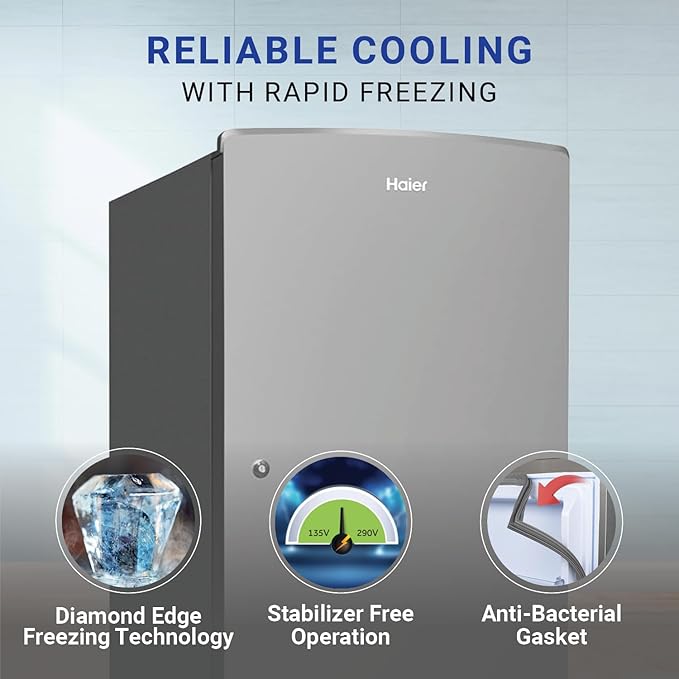 RELIABLE COOLING
WITH RAPID FREEZING
Haier
135V 290V
Diamond Edge
Freezing Technology
Stabilizer Free
Operation
Anti-Bacterial
Gasket